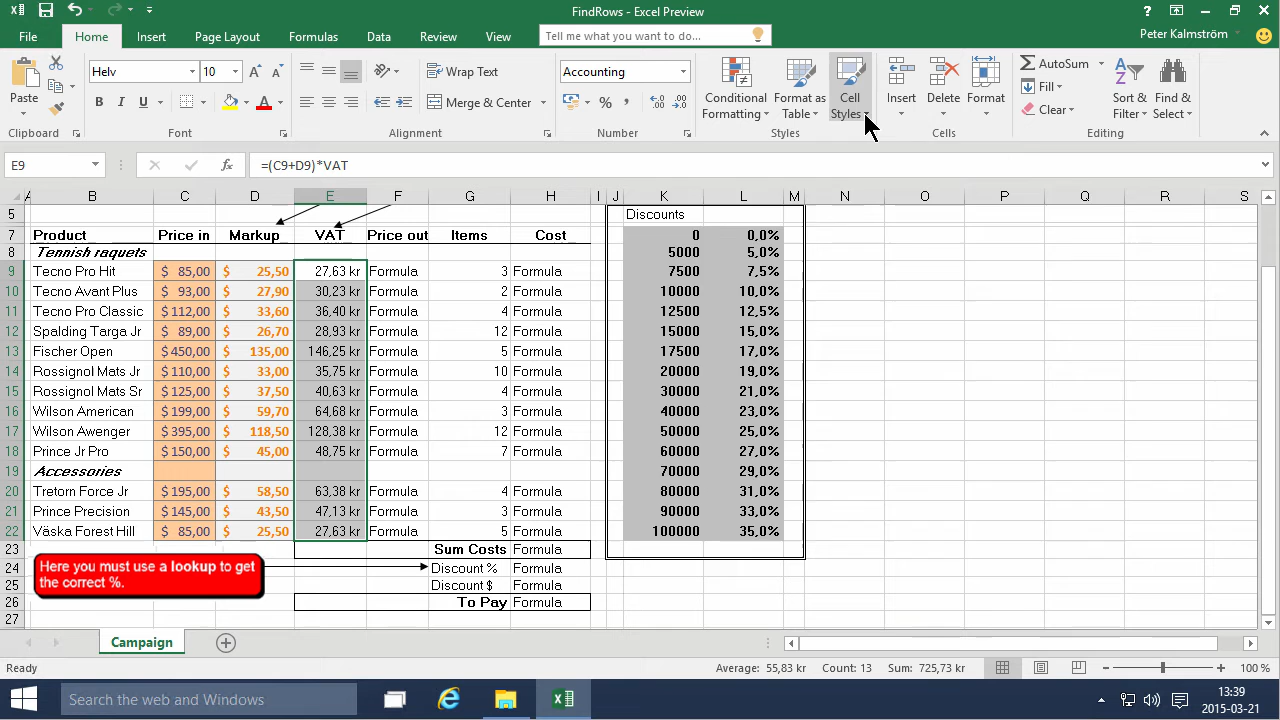 FindRows - Excel Preview
File Home Insert Page Layout Formulas Data Review View Tell me what you want to do... Peter Kalmström
Paste Helv 10 Wrap Text Accounting Conditional Formatting Format as Table Cell Styles Insert Delete Format AutoSum
B I U Merge & Center % Fill Sort & Filter Find & Select
Clear
Clipboard Font Alignment Number Styles Cells Editing
E9 fx =(C9+D9)*VAT
A B C D E F G H I J K L M N O P Q R S
5 Discounts
7 Product Price in Markup VAT Price out Items Cost 0 0,0%
8 Tennish raquets 5000 5,0%
9 Tecno Pro Hit $ 85,00 $ 25,50 27,63 kr Formula 3 Formula 7500 7,5%
10 Tecno Avant Plus $ 93,00 $ 27,90 30,23 kr Formula 2 Formula 10000 10,0%
11 Tecno Pro Classic $ 112,00 $ 33,60 36,40 kr Formula 4 Formula 12500 12,5%
12 Spalding Targa Jr $ 89,00 $ 26,70 28,93 kr Formula 12 Formula 15000 15,0%
13 Fischer Open $ 450,00 $ 135,00 146,25 kr Formula 5 Formula 17500 17,0%
14 Rossignol Mats Jr $ 110,00 $ 33,00 35,75 kr Formula 10 Formula 20000 19,0%
15 Rossignol Mats Sr $ 125,00 $ 37,50 40,63 kr Formula 4 Formula 30000 21,0%
16 Wilson American $ 199,00 $ 59,70 64,68 kr Formula 3 Formula 40000 23,0%
17 Wilson Awenger $ 395,00 $ 118,50 128,38 kr Formula 12 Formula 50000 25,0%
18 Prince Jr Pro $ 150,00 $ 45,00 48,75 kr Formula 7 Formula 60000 27,0%
19 Accessories 70000 29,0%
20 Tretorn Force Jr $ 195,00 $ 58,50 63,38 kr Formula 4 Formula 80000 31,0%
21 Prince Precision $ 145,00 $ 43,50 47,13 kr Formula 3 Formula 90000 33,0%
22 Väska Forest Hill $ 85,00 $ 25,50 27,63 kr Formula 5 Formula 100000 35,0%
23 Sum Costs Formula
24 Discount % Formula
25 Discount $ Formula
26 To Pay Formula
27
Here you must use a lookup to get
the correct %.
Campaign
Ready Average: 55,83 kr Count: 13 Sum: 725,73 kr 100 %
Search the web and Windows 13:39
2015-03-21